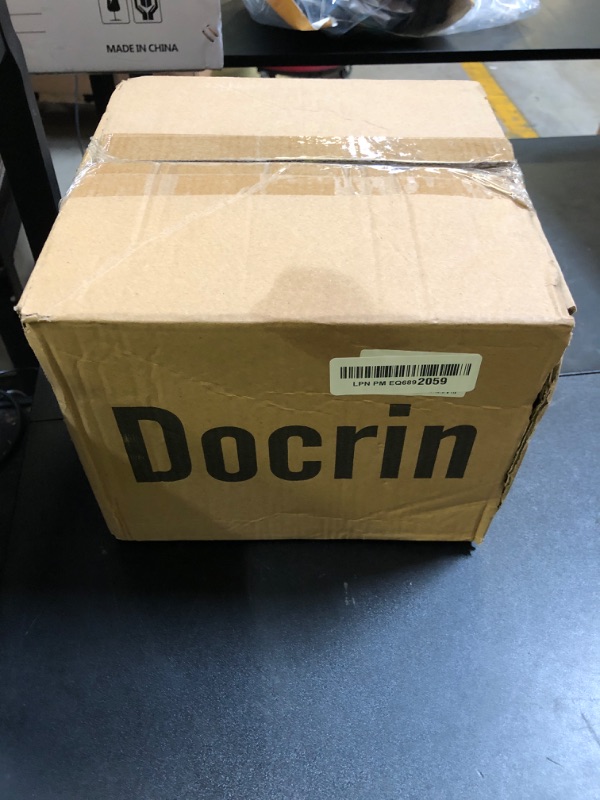 MADE IN CHINA
LPN PM EQ6892059
Docrin